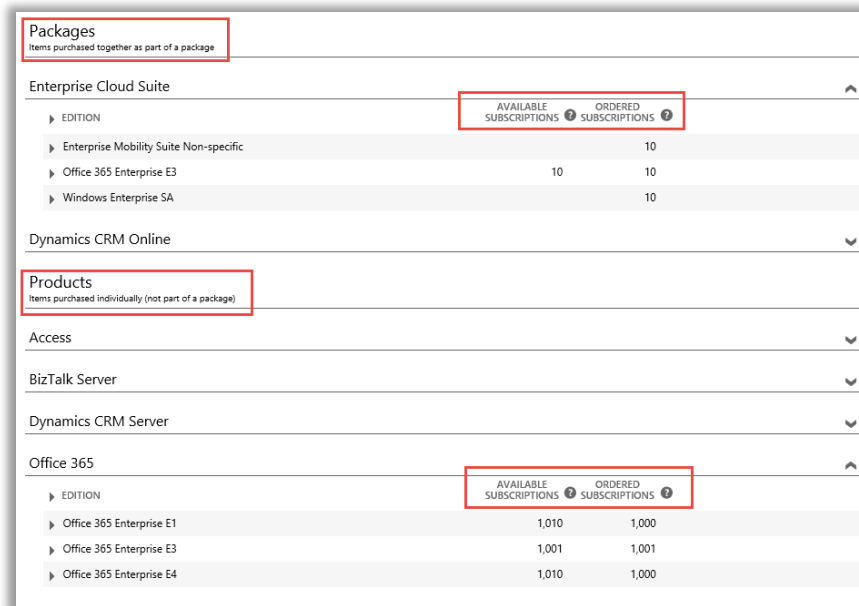 Packages
Items purchased together as part of a package
Enterprise Cloud Suite
EDITION
AVAILABLE SUBSCRIPTIONS ? ORDERED SUBSCRIPTIONS ?
Enterprise Mobility Suite Non-specific 10
Office 365 Enterprise E3 10 10
Windows Enterprise SA 10
Dynamics CRM Online
Products
Items purchased individually (not part of a package)
Access
BizTalk Server
Dynamics CRM Server
Office 365
EDITION
AVAILABLE SUBSCRIPTIONS ? ORDERED SUBSCRIPTIONS ?
Office 365 Enterprise E1 1,010 1,000
Office 365 Enterprise E3 1,001 1,001
Office 365 Enterprise E4 1,010 1,000